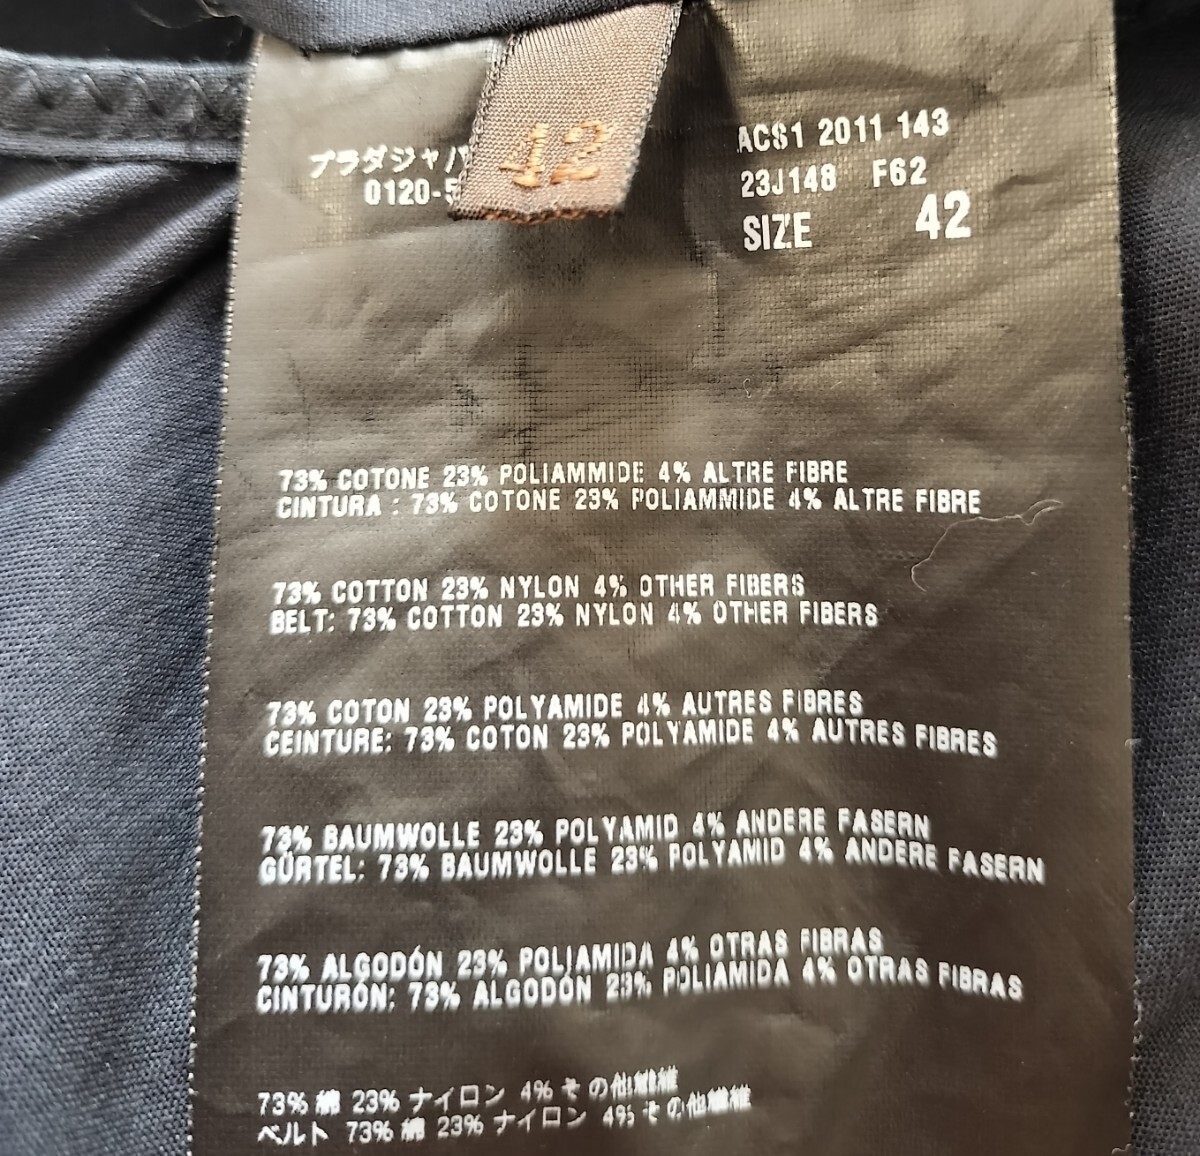 42
プラダジャパ
0120-5
ACS1 2011 143
23J148 F62
SIZE 42
73% COTONE 23% POLIAMMIDE 4% ALTRE FIBRE
CINTURA : 73% COTONE 23% POLIAMMIDE 4% ALTRE FIBRE
73% COTTON 23% NYLON 4% OTHER FIBERS
BELT: 73% COTTON 23% NYLON 4% OTHER FIBERS
73% COTON 23% POLYAMIDE 4% AUTRES FIBRES
CEINTURE: 73% COTON 23% POLYAMIDE 4% AUTRES FIBRES
73% BAUMWOLLE 23% POLYAMID 4% ANDERE FASERN
GÜRTEL: 73% BAUMWOLLE 23% POLYAMID 4% ANDERE FASERN
73% ALGODÓN 23% POLIAMIDA 4% OTRAS FIBRAS
CINTURÓN: 73% ALGODÓN 23% POLIAMIDA 4% OTRAS FIBRAS
73% 綿 23% ナイロン 4% その他繊維
ベルト 73% 綿 23% ナイロン 4% その他繊維